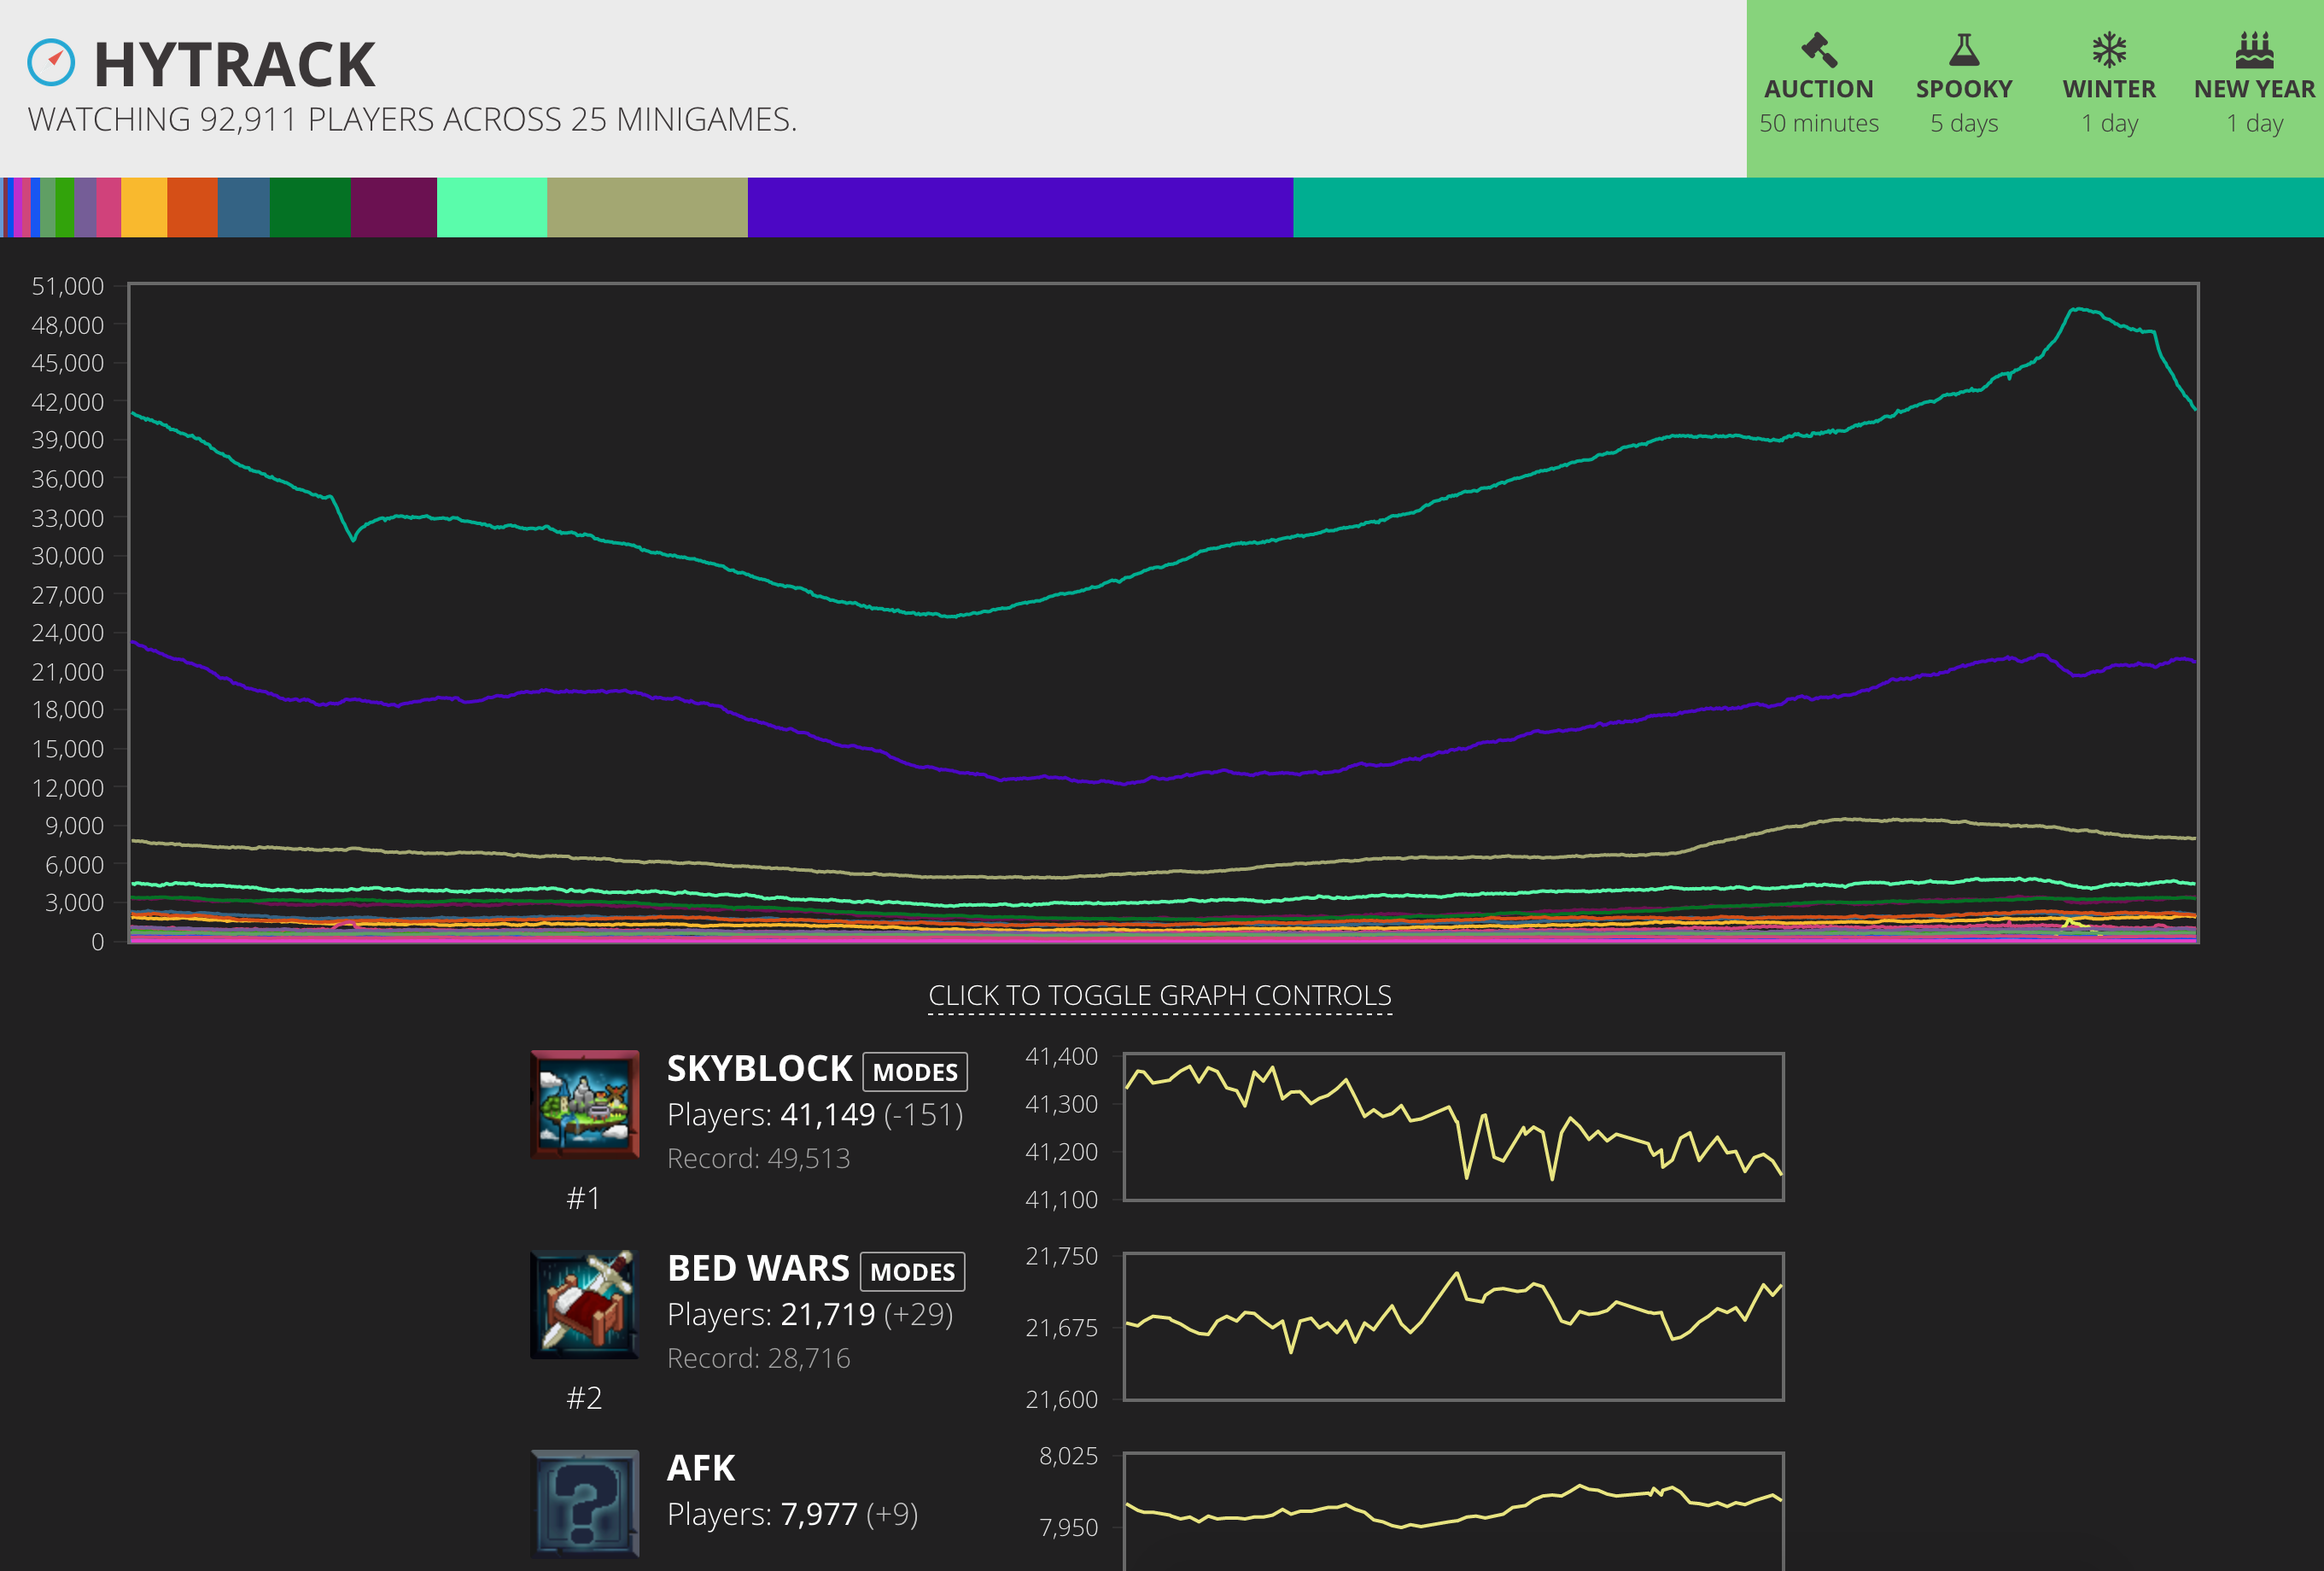 HYTRACK
WATCHING 92,911 PLAYERS ACROSS 25 MINIGAMES.
AUCTION
50 minutes
SPOOKY
5 days
WINTER
1 day
NEW YEAR
1 day
51,000
48,000
45,000
42,000
39,000
36,000
33,000
30,000
27,000
24,000
21,000
18,000
15,000
12,000
9,000
6,000
3,000
0
CLICK TO TOGGLE GRAPH CONTROLS
SKYBLOCK MODES
Players: 41,149 (-151)
Record: 49,513
#1
41,400
41,300
41,200
41,100
BED WARS MODES
Players: 21,719 (+29)
Record: 28,716
#2
21,750
21,675
21,600
AFK
Players: 7,977 (+9)
8,025
7,950